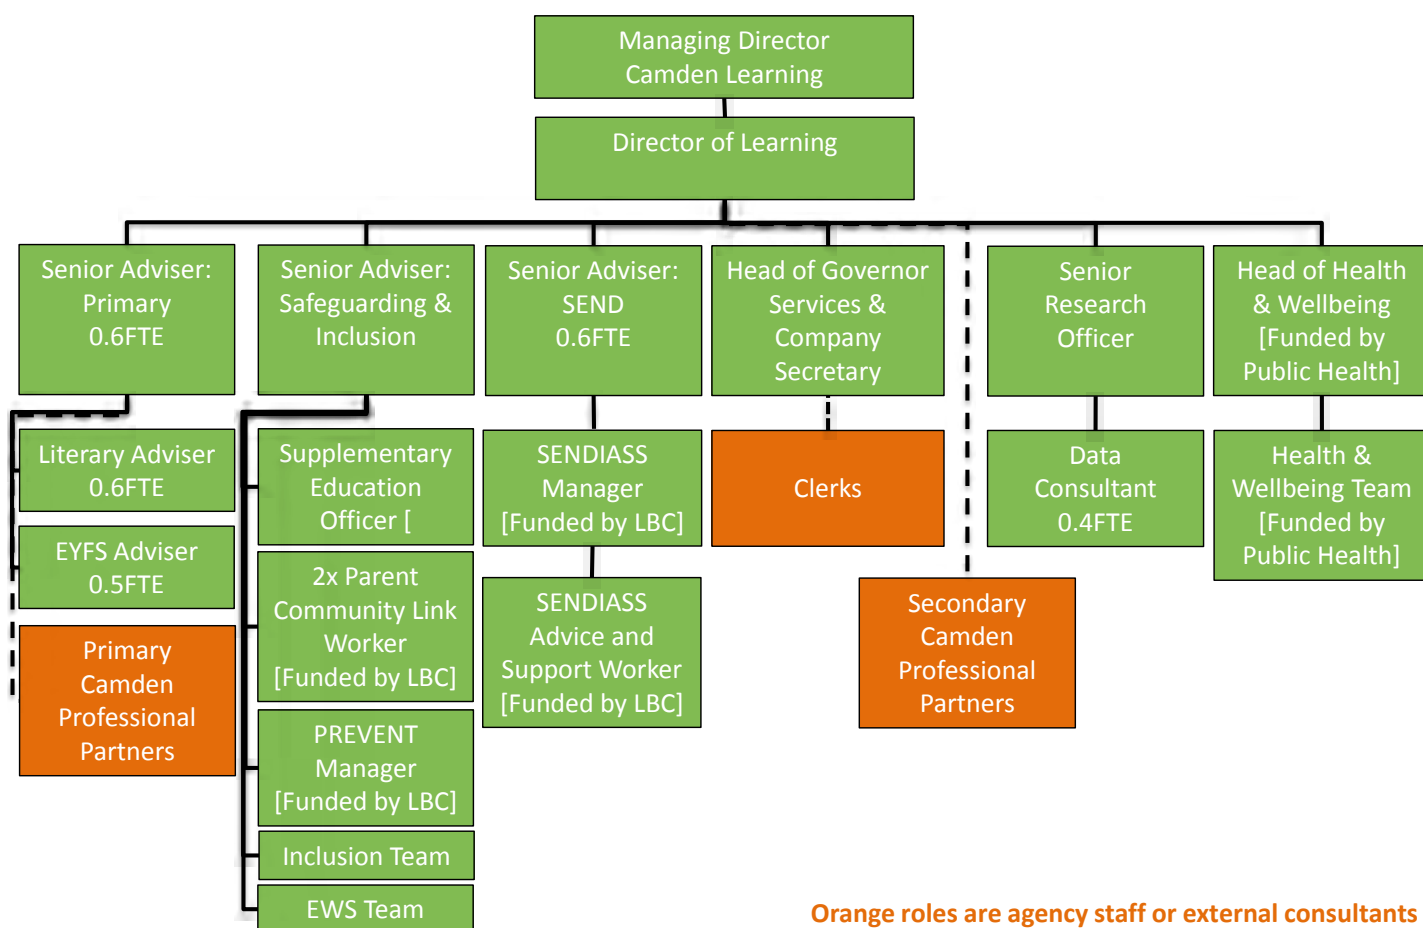 Managing Director
Camden Learning
Director of Learning
Senior Adviser:
Primary
0.6FTE
Senior Adviser:
Safeguarding &
Inclusion
Senior Adviser:
SEND
0.6FTE
Head of Governor
Services &
Company
Secretary
Senior
Research
Officer
Head of Health
& Wellbeing
[Funded by
Public Health]
Literary Adviser
0.6FTE
EYFS Adviser
0.5FTE
Primary
Camden
Professional
Partners
Supplementary
Education
Officer [
2x Parent
Community Link
Worker
[Funded by LBC]
PREVENT
Manager
[Funded by LBC]
Inclusion Team
EWS Team
SENDIASS
Manager
[Funded by LBC]
SENDIASS
Advice and
Support Worker
[Funded by LBC]
Clerks
Secondary
Camden
Professional
Partners
Data
Consultant
0.4FTE
Health &
Wellbeing Team
[Funded by
Public Health]
Orange roles are agency staff or external consultants